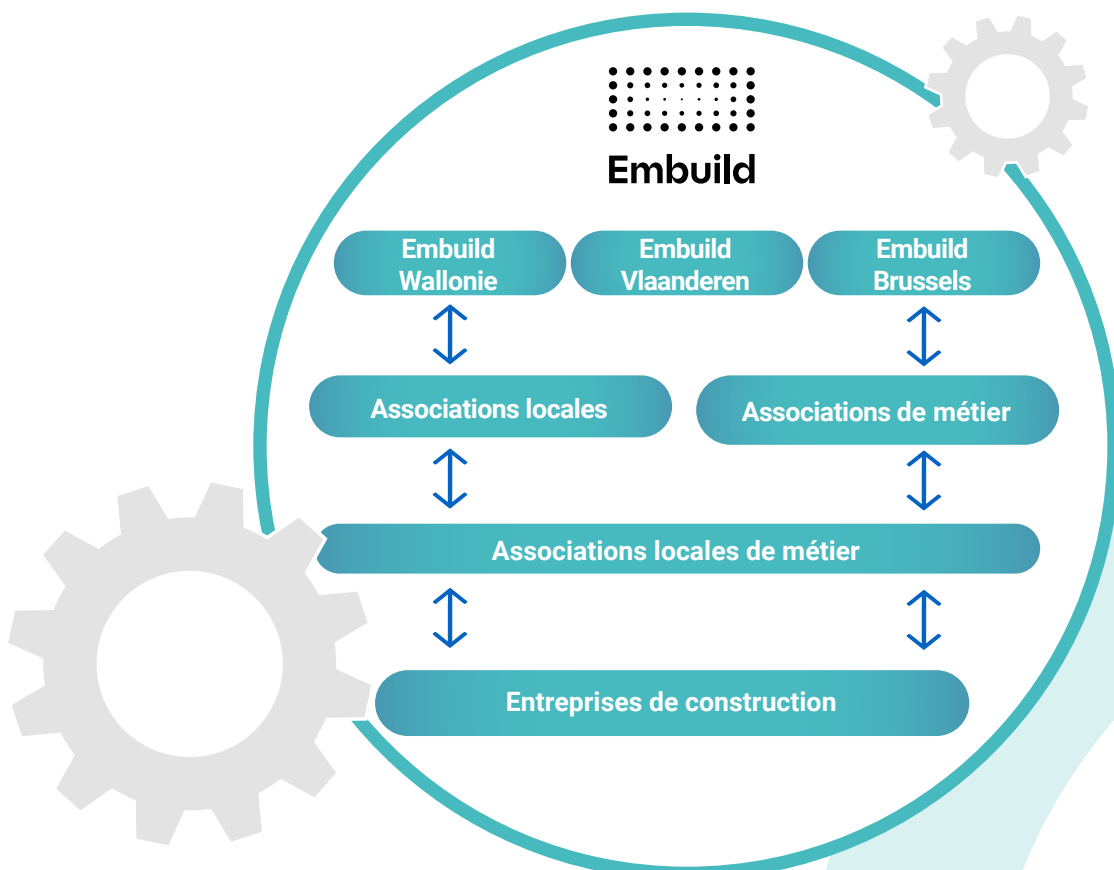 Embuild
Embuild
Wallonie
Embuild
Vlaanderen
Embuild
Brussels
Associations locales
Associations de métier
Associations locales de métier
Entreprises de construction